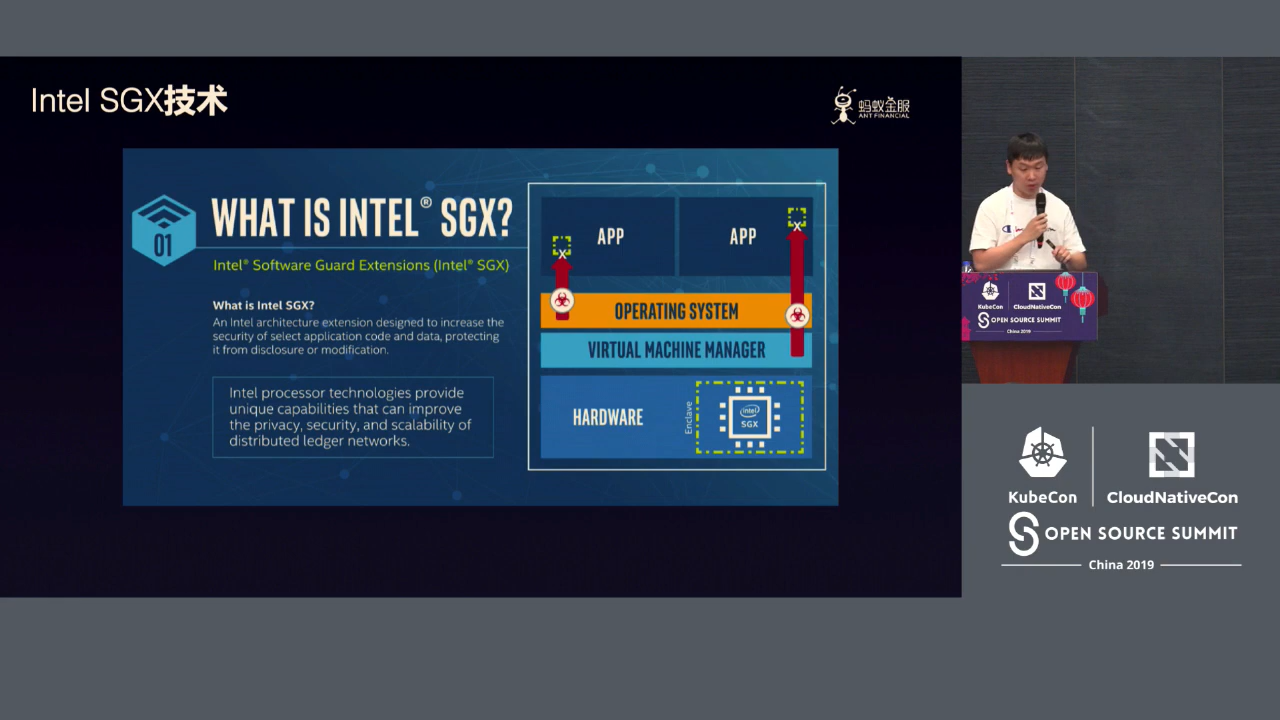 Intel SGX技术
蚂蚁金服
ANT FINANCIAL
01
WHAT IS INTEL® SGX?
Intel® Software Guard Extensions (Intel® SGX)
What is Intel SGX?
An Intel architecture extension designed to increase the
security of select application code and data, protecting
it from disclosure or modification.
Intel processor technologies provide
unique capabilities that can improve
the privacy, security, and scalability of
distributed ledger networks.
APP
APP
X
X
OPERATING SYSTEM
VIRTUAL MACHINE MANAGER
HARDWARE
Enclave
intel
SGX
Champion
KubeCon
CloudNativeCon
OPEN SOURCE SUMMIT
China 2019
KubeCon
CloudNativeCon
OPEN SOURCE SUMMIT
China 2019